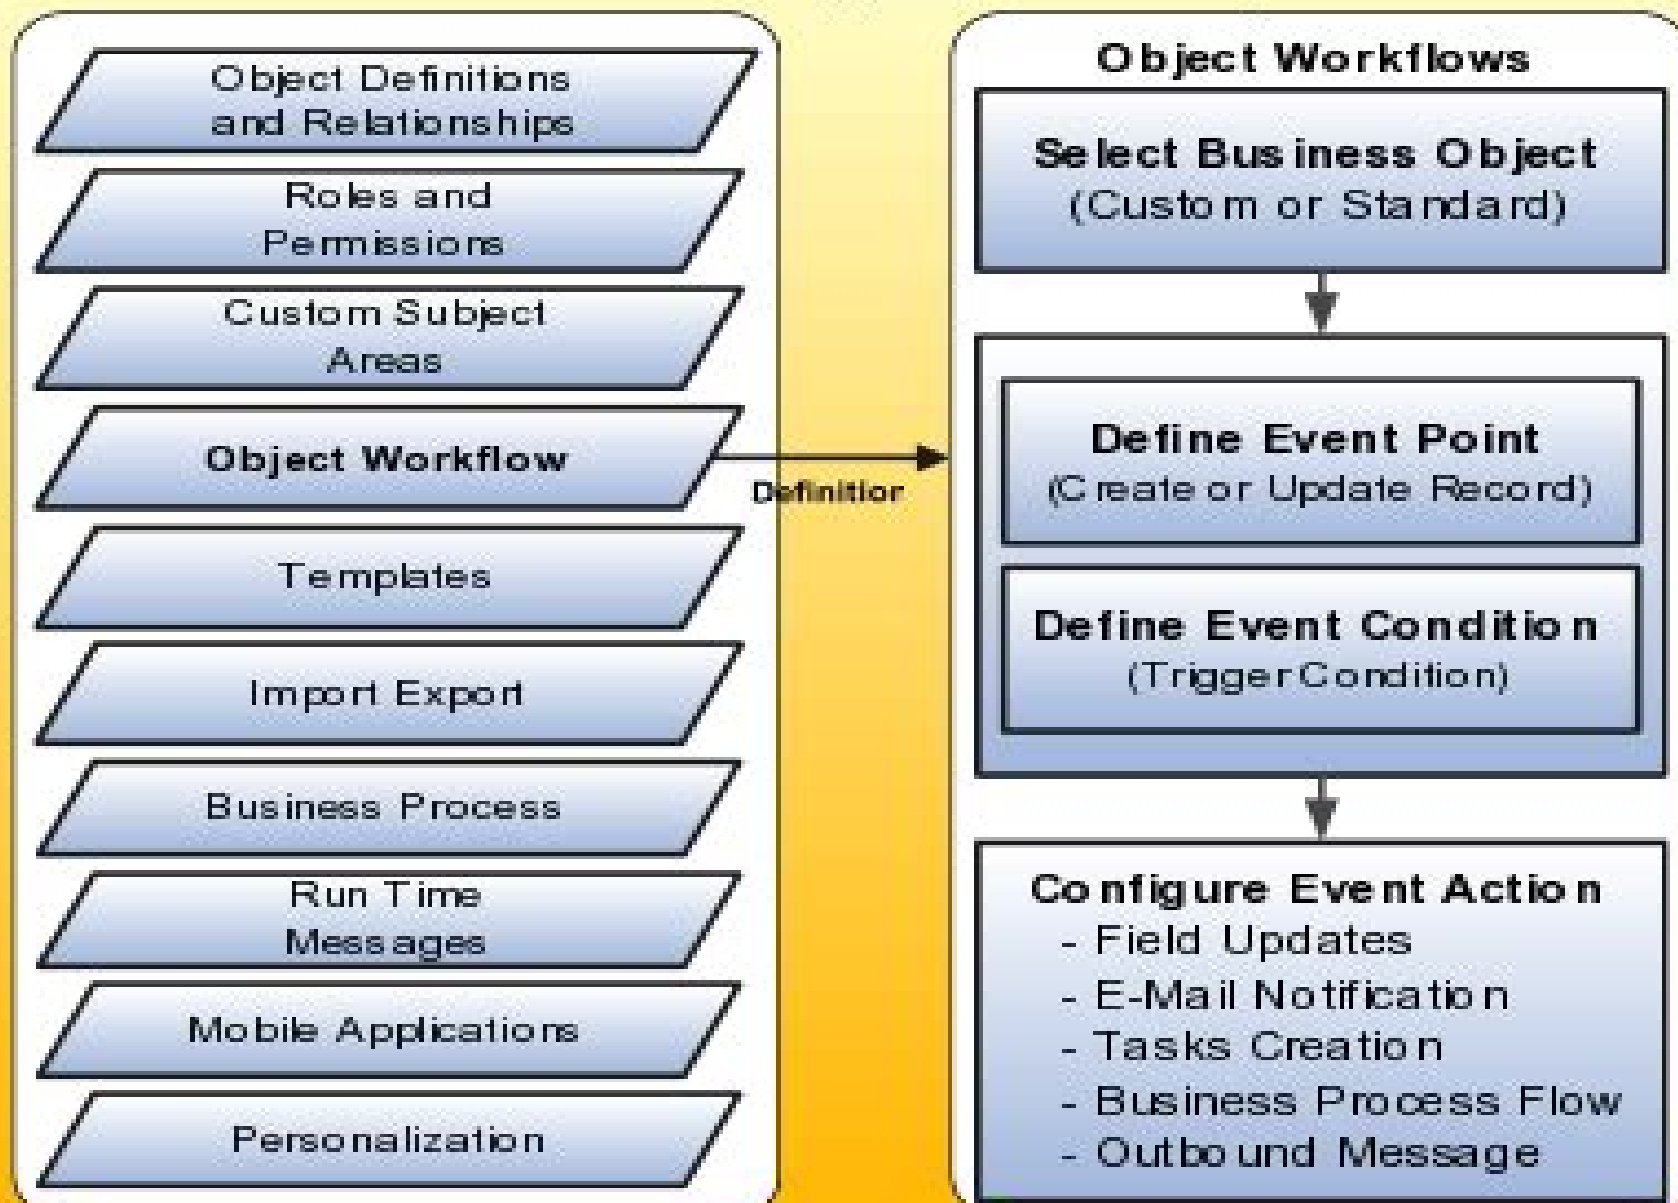 Object Definitions
and Relationships
Roles and
Permissions
Custom Subject
Areas
Object Workflow
Templates
Import Export
Business Process
Run Time
Messages
Mobile Applications
Personalization
Definitior
Object Workflows
Select Business Object
(Custom or Standard)
Define Event Point
(Create or Update Record)
Define Event Condition
(Trigger Condition)
Configure Event Action
- Field Updates
- E-Mail Notification
- Tasks Creation
- Business Process Flow
- Outbound Message